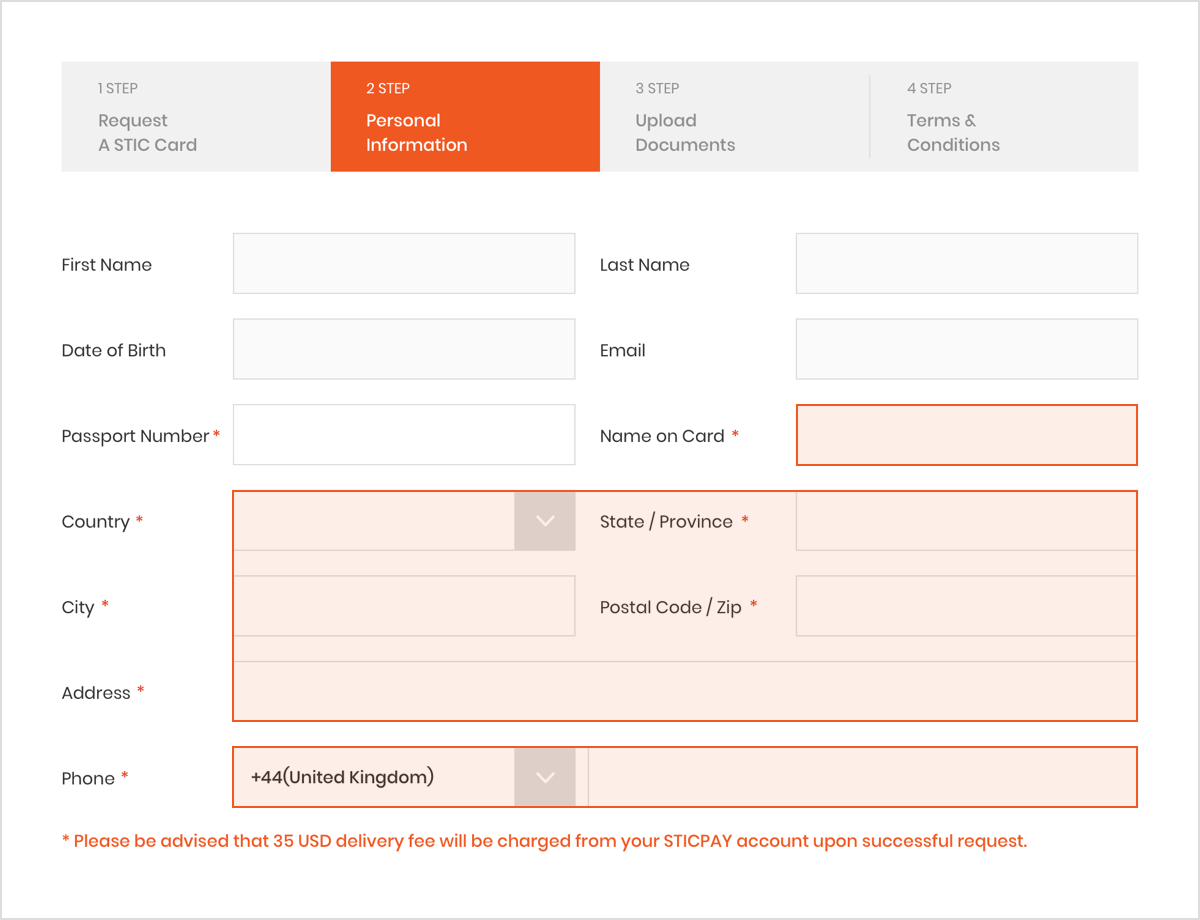 1 STEP
Request
A STIC Card
2 STEP
Personal
Information
3 STEP
Upload
Documents
4 STEP
Terms &
Conditions
First Name
Last Name
Date of Birth
Email
Passport Number *
Name on Card *
Country *
State / Province *
City *
Postal Code / Zip *
Address *
Phone *
+44(United Kingdom)
* Please be advised that 35 USD delivery fee will be charged from your STICPAY account upon successful request.